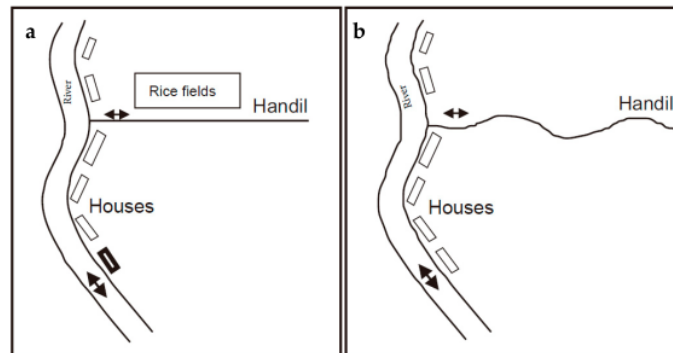 a
River
Rice fields
Handil
Houses
b
River
Handil
Houses